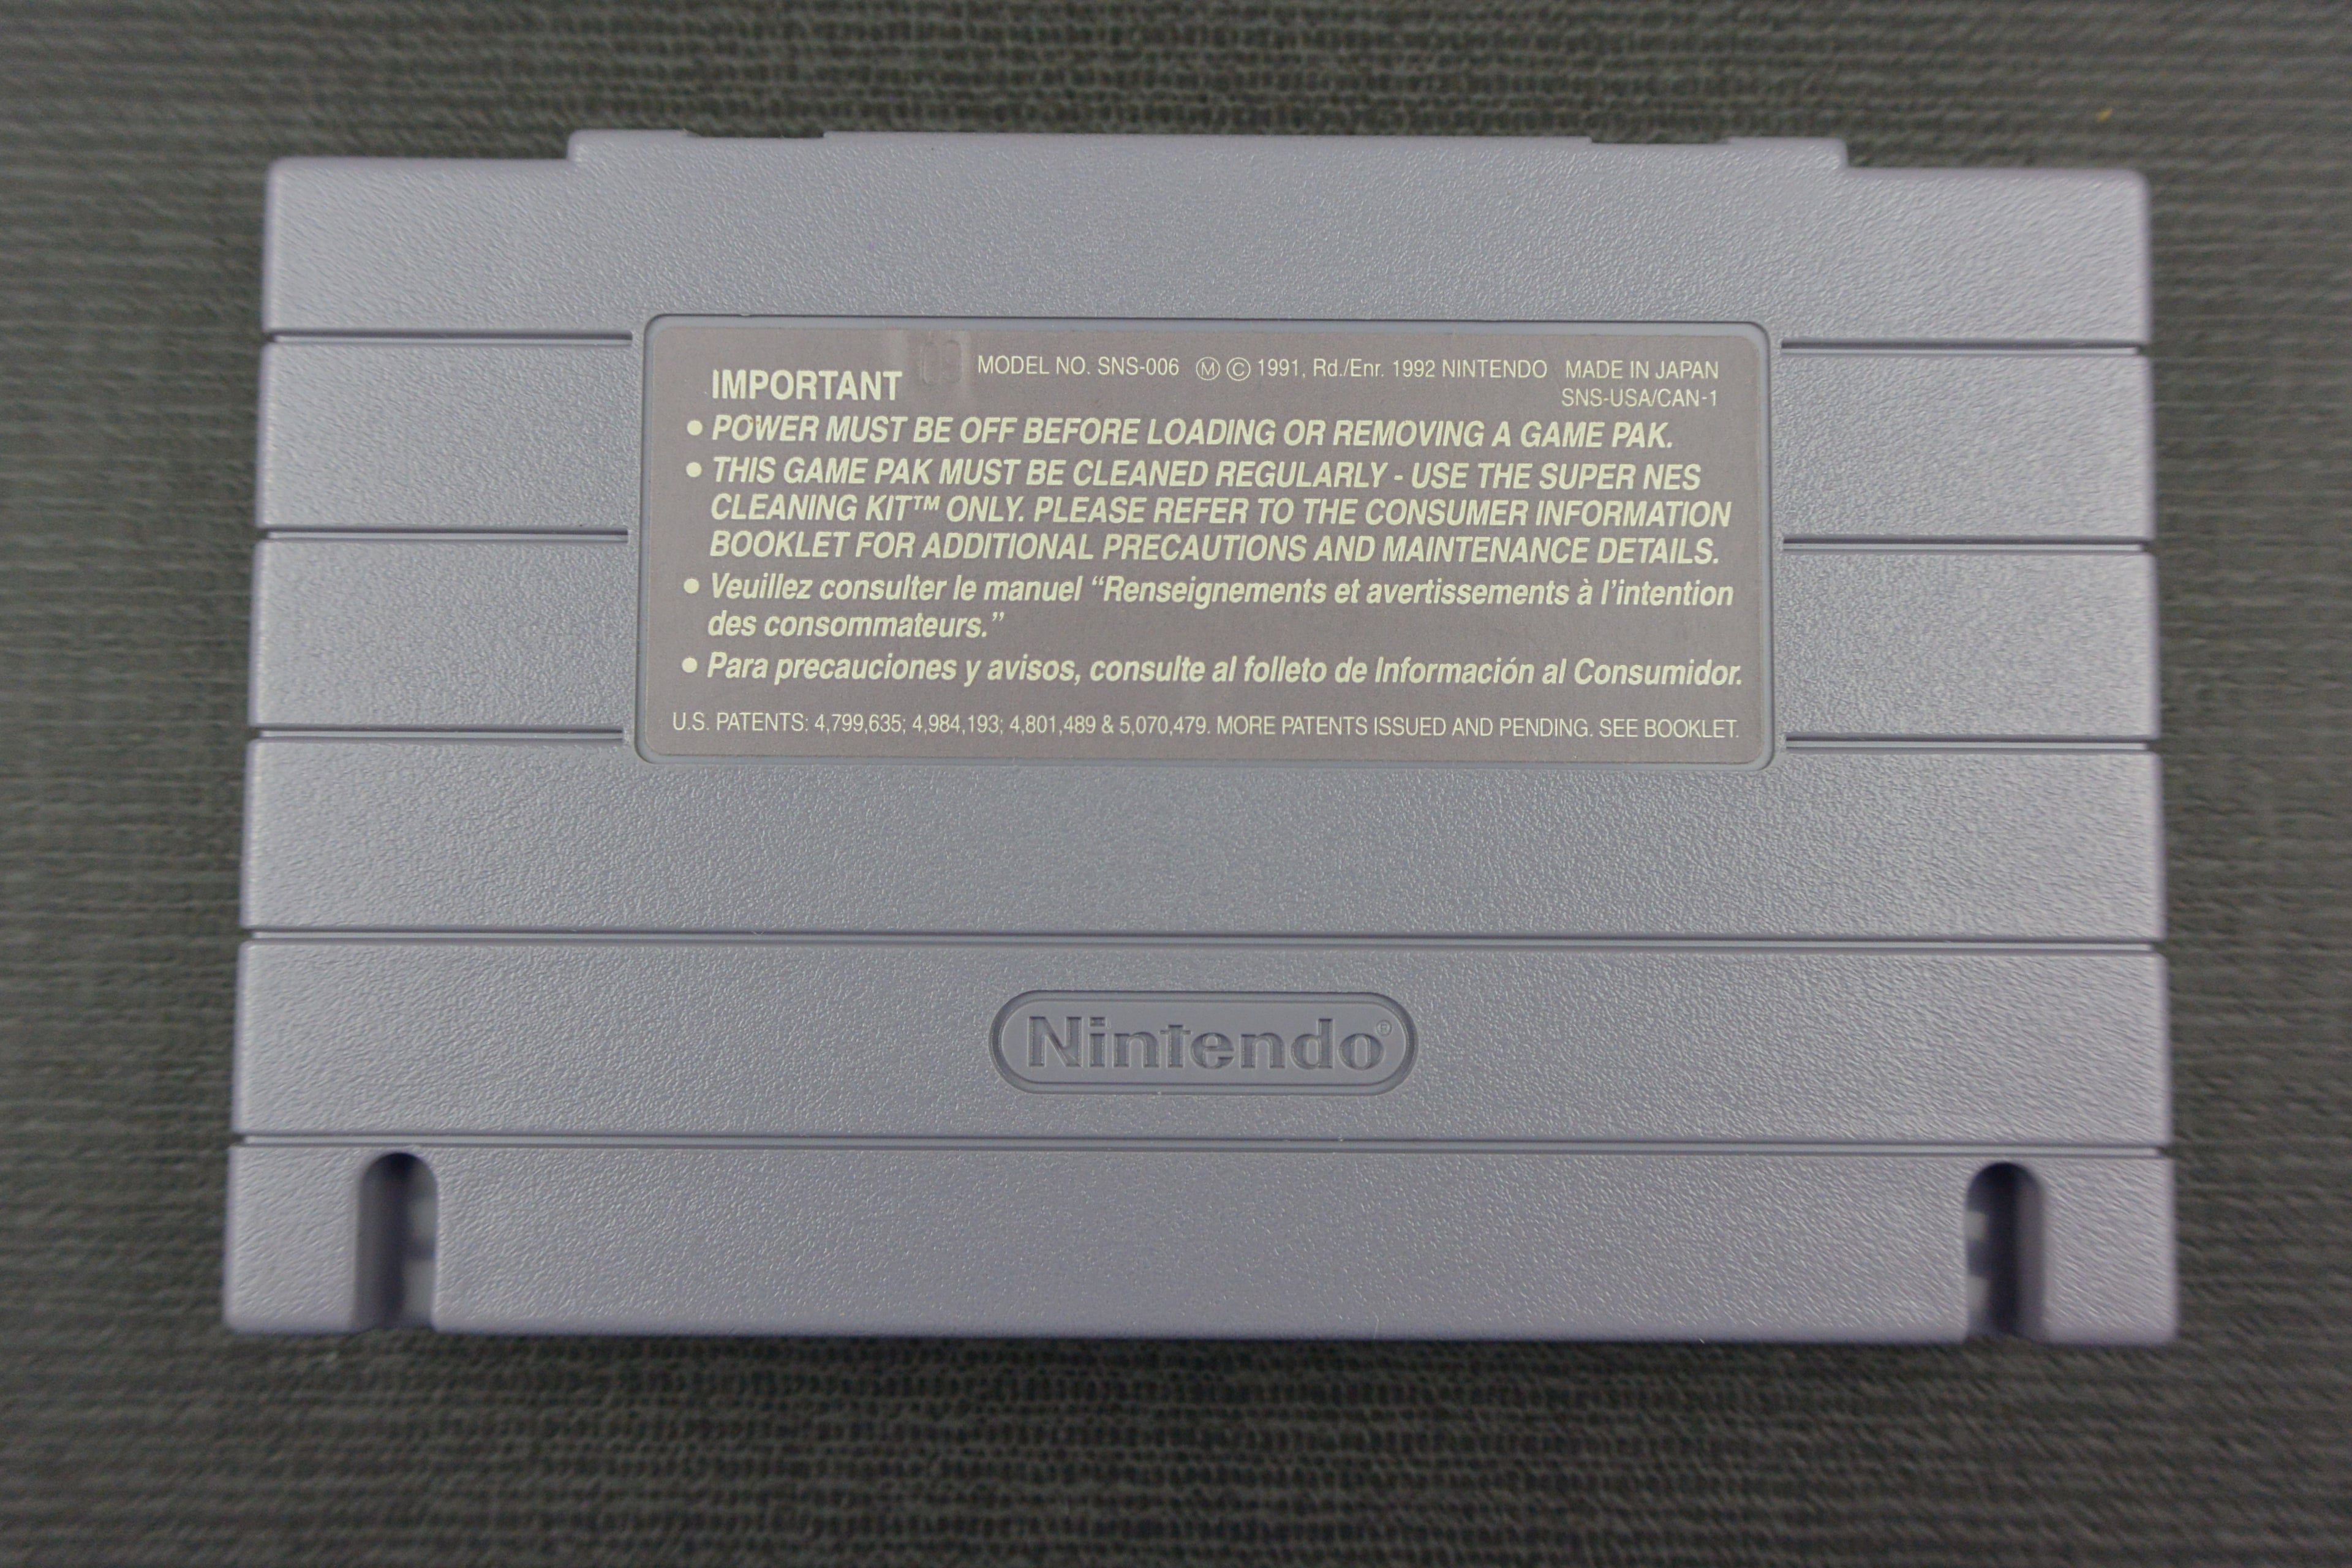 IMPORTANT MODEL NO. SNS-006 Ⓜ © 1991, Rd./Enr. 1992 NINTENDO MADE IN JAPAN
SNS-USA/CAN-1
• POWER MUST BE OFF BEFORE LOADING OR REMOVING A GAME PAK.
• THIS GAME PAK MUST BE CLEANED REGULARLY - USE THE SUPER NES
CLEANING KIT™ ONLY. PLEASE REFER TO THE CONSUMER INFORMATION
BOOKLET FOR ADDITIONAL PRECAUTIONS AND MAINTENANCE DETAILS.
• Veuillez consulter le manuel “Renseignements et avertissements à l’intention
des consommateurs.”
• Para precauciones y avisos, consulte al folleto de Información al Consumidor.
U.S. PATENTS: 4,799,635; 4,984,193; 4,801,489 & 5,070,479. MORE PATENTS ISSUED AND PENDING. SEE BOOKLET.
Nintendo®